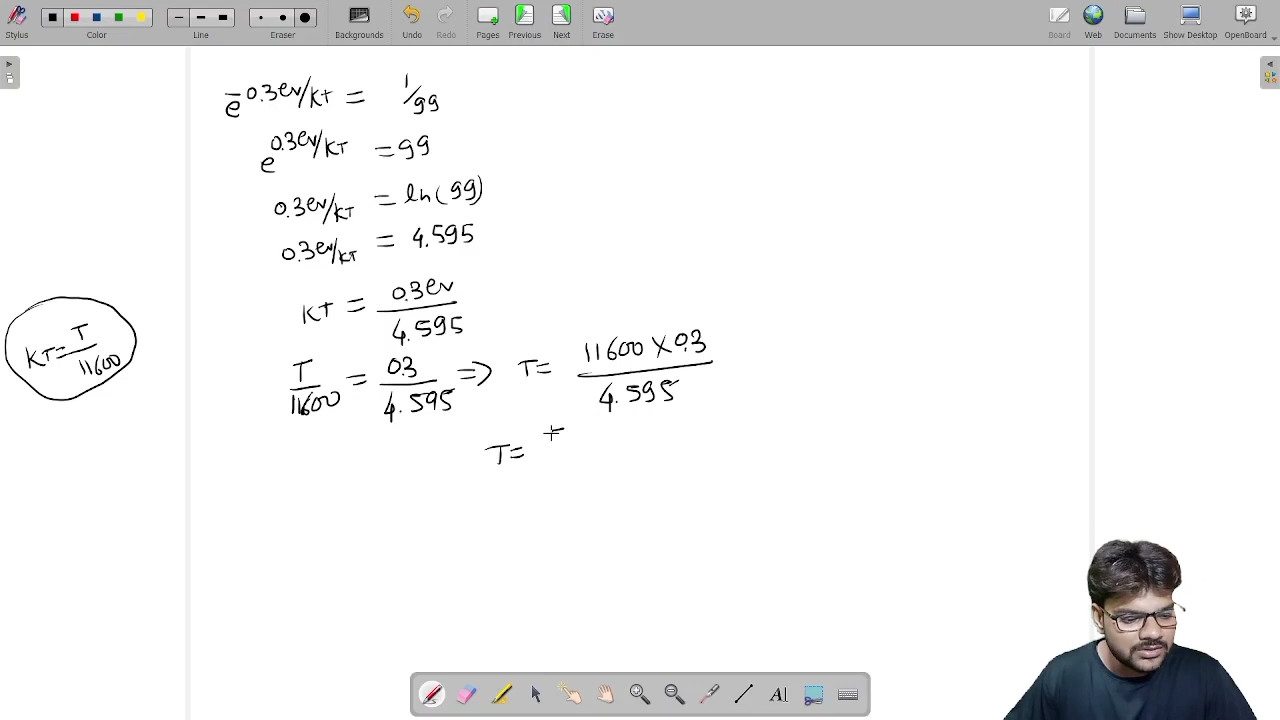 Stylus Color Line Eraser Backgrounds Undo Redo Pages Previous Next Erase Board Web Documents Show Desktop OpenBoard
e^-0.3ev/KT = 1/99
e^0.3ev/KT = 99
0.3ev/KT = ln(99)
0.3ev/KT = 4.595
KT = 0.3ev/4.595
KT = T/11600
T/11600 = 0.3/4.595 => T = 11600 X 0.3/4.595
T =